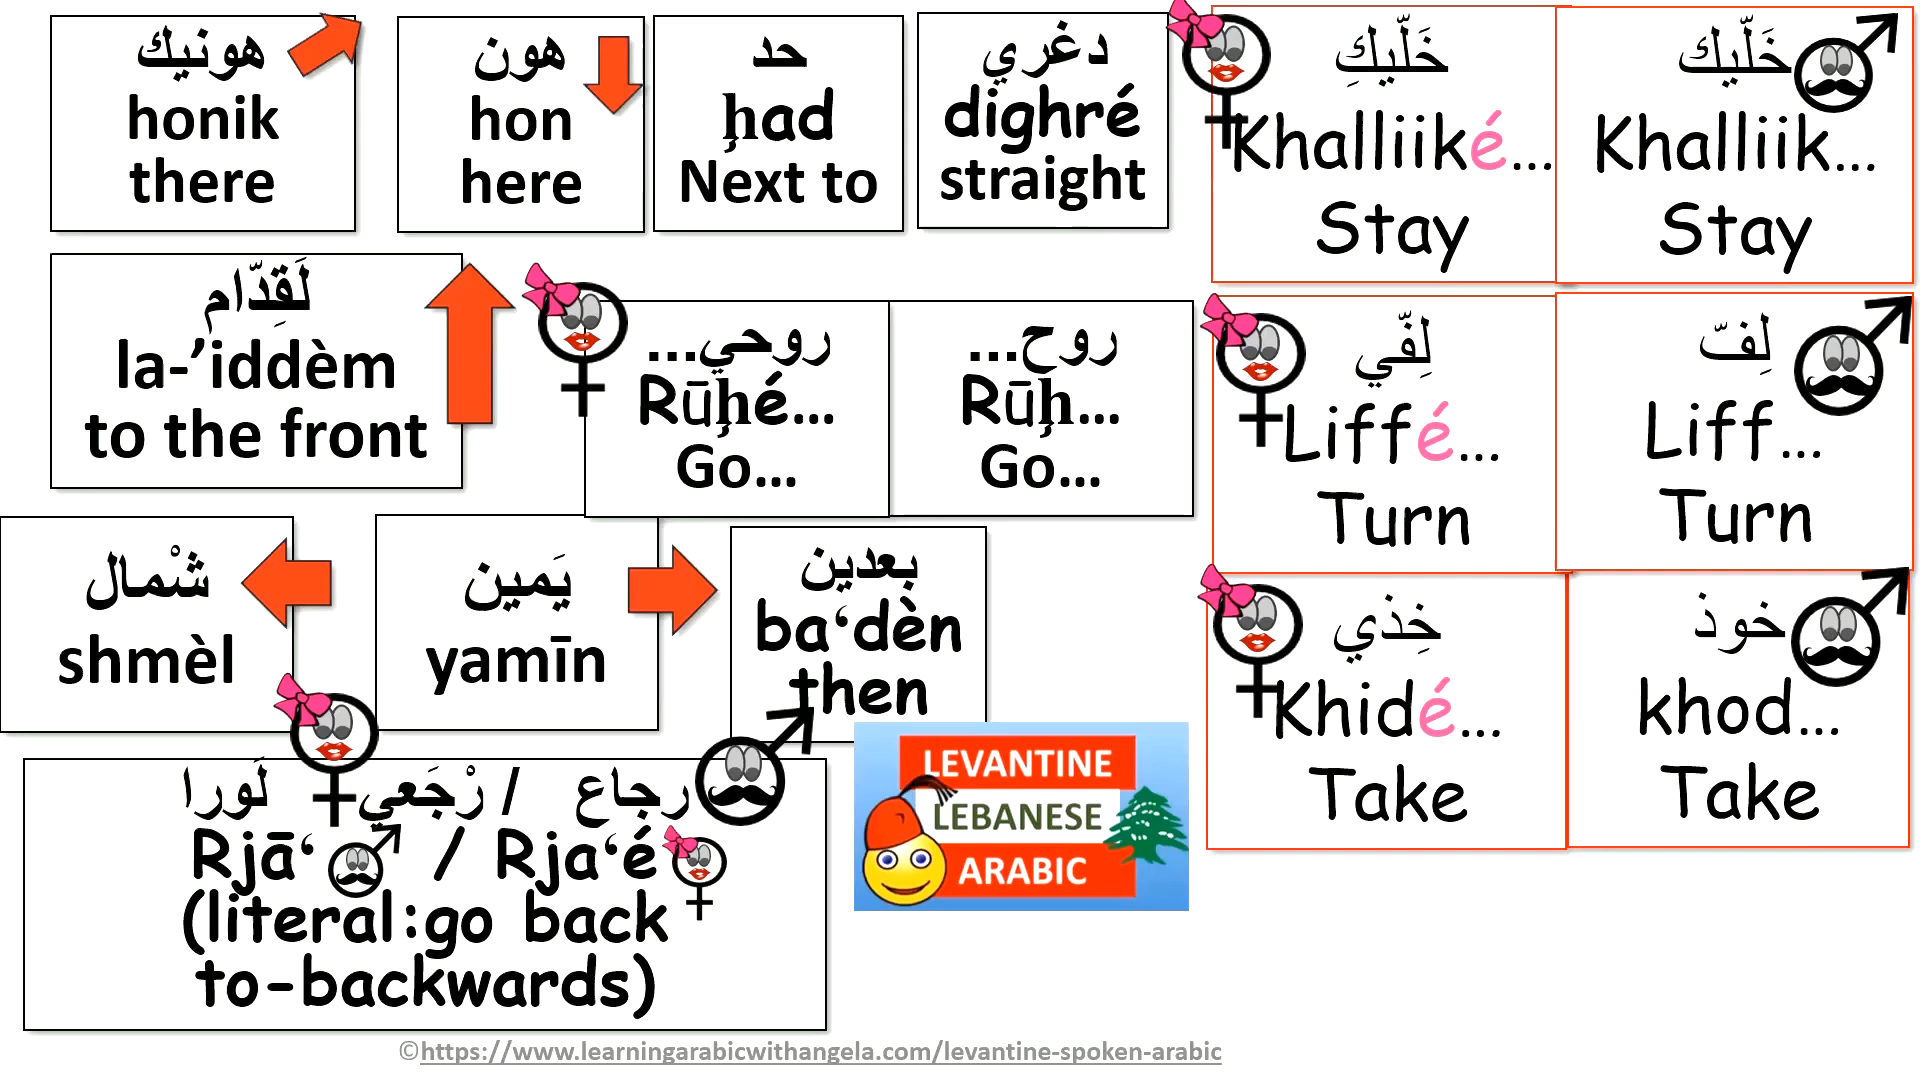 هونيك
honik
there
هون
hon
here
حد
ḥad
Next to
دغري
dighré
straight
خَلّيكِ
Khalliiké...
Stay
خَلّيك
Khalliik...
Stay
لَقِدّام
la-’iddèm
to the front
روحي...
Rūḥé...
Go...
روح...
Rūḥ...
Go...
لِفّي
Liffé...
Turn
لِفّ
Liff...
Turn
شْمال
shmèl
يَمين
yamīn
بعدين
ba‘dèn
then
خِذي
Khidé...
Take
خوذ
khod...
Take
رجاع / رْجَعي لَورا
Rjā‘ / Rja‘é
(literal:go back
to-backwards)
LEVANTINE
LEBANESE
ARABIC
©https://www.learningarabicwithangela.com/levantine-spoken-arabic